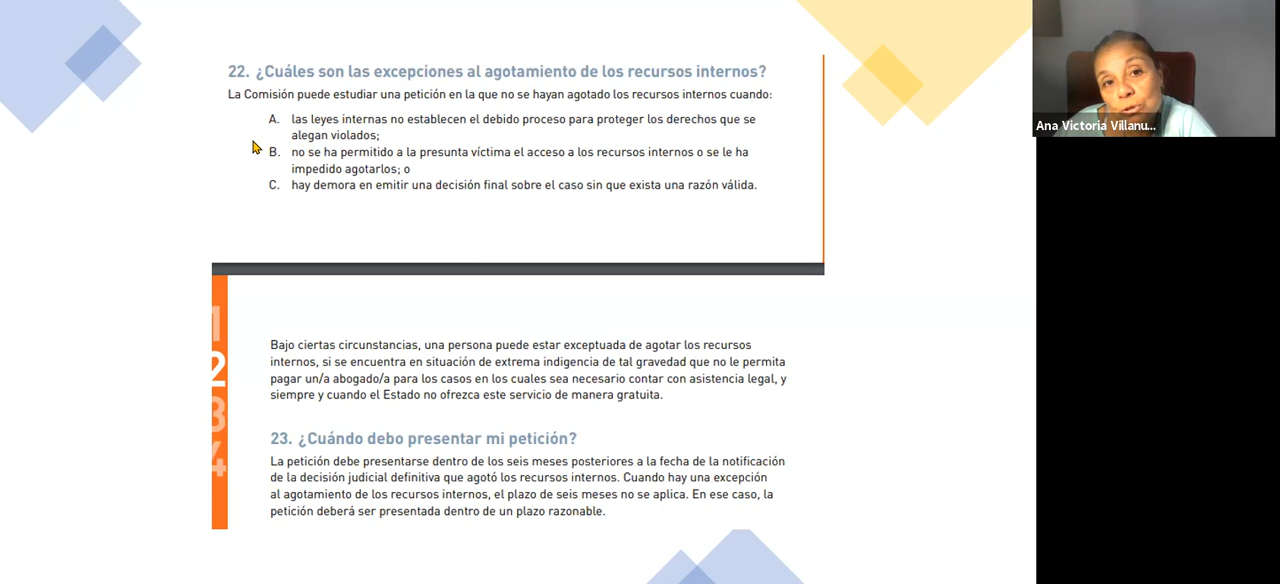 22. ¿Cuáles son las excepciones al agotamiento de los recursos internos?
La Comisión puede estudiar una petición en la que no se hayan agotado los recursos internos cuando:
A. las leyes internas no establecen el debido proceso para proteger los derechos que se
alegan violados;
B. no se ha permitido a la presunta víctima el acceso a los recursos internos o se le ha
impedido agotarlos; o
C. hay demora en emitir una decisión final sobre el caso sin que exista una razón válida.
Ana Victoria Villanu...
1
2
3
4
Bajo ciertas circunstancias, una persona puede estar exceptuada de agotar los recursos
internos, si se encuentra en situación de extrema indigencia de tal gravedad que no le permita
pagar un/a abogado/a para los casos en los cuales sea necesario contar con asistencia legal, y
siempre y cuando el Estado no ofrezca este servicio de manera gratuita.
23. ¿Cuándo debo presentar mi petición?
La petición debe presentarse dentro de los seis meses posteriores a la fecha de la notificación
de la decisión judicial definitiva que agotó los recursos internos. Cuando hay una excepción
al agotamiento de los recursos internos, el plazo de seis meses no se aplica. En ese caso, la
petición deberá ser presentada dentro de un plazo razonable.